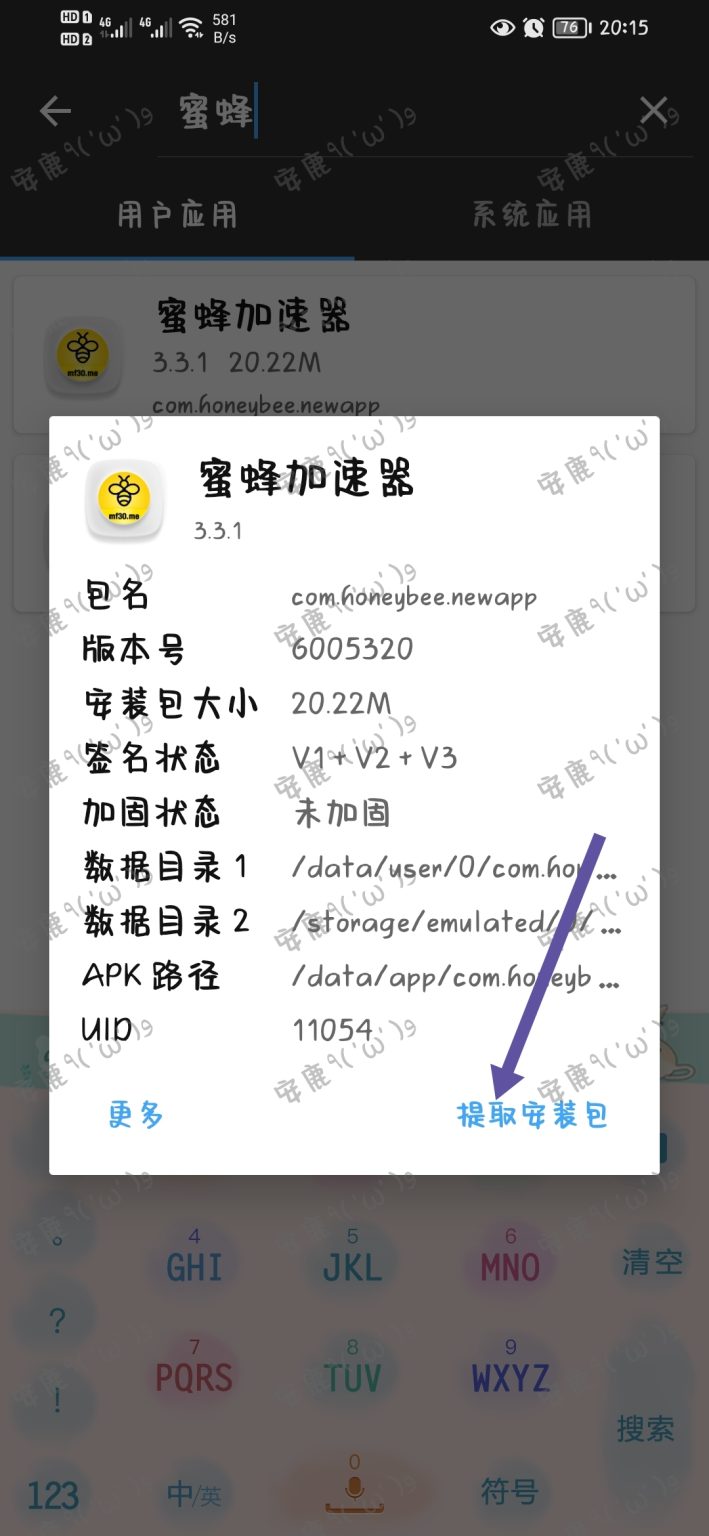 HD 1 4G 4G 581 76 20:15
HD 2 B/s
蜜蜂
用户应用 系统应用
蜜蜂加速器
3.3.1 20.22M
mf30.me
com.honeybee.newapp
蜜蜂加速器
mf30.me
3.3.1
包名 com.honeybee.newapp
版本号 6005320
安装包大小 20.22M
签名状态 V1 + V2 + V3
加固状态 未加固
数据目录 1 /data/user/0/com.hon ...
数据目录 2 /storage/emulated/0/ ...
APK 路径 /data/app/com.honeyb ...
UID 11054
更多 提取安装包
。 4 5 6
GHI JKL MNO 清空
? 7 8 9
PQRS TUV WXYZ
! 搜索
0
123 中/英 符号
安鹿٩('ω')و